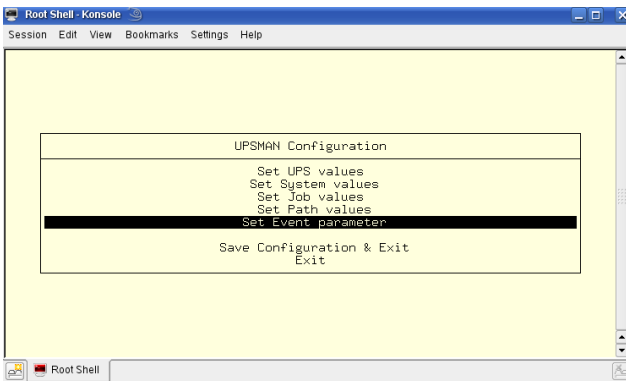 Root Shell - Konsole
Session Edit View Bookmarks Settings Help
UPSMAN Configuration
Set UPS values
Set System values
Set Job values
Set Path values
Set Event parameter
Save Configuration & Exit
Exit
Root Shell